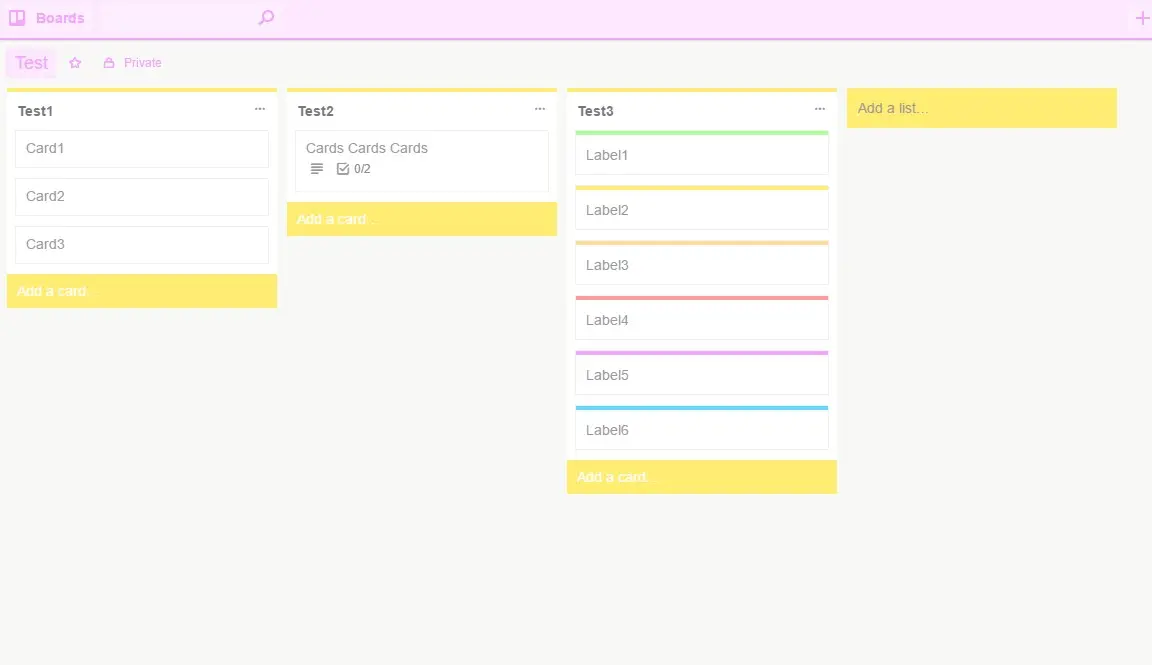 Boards
Test
Private
Test1
Card1
Card2
Card3
Add a card
Test2
Cards Cards Cards
0/2
Add a card...
Test3
Label1
Label2
Label3
Label4
Label5
Label6
Add a card...
Add a list...